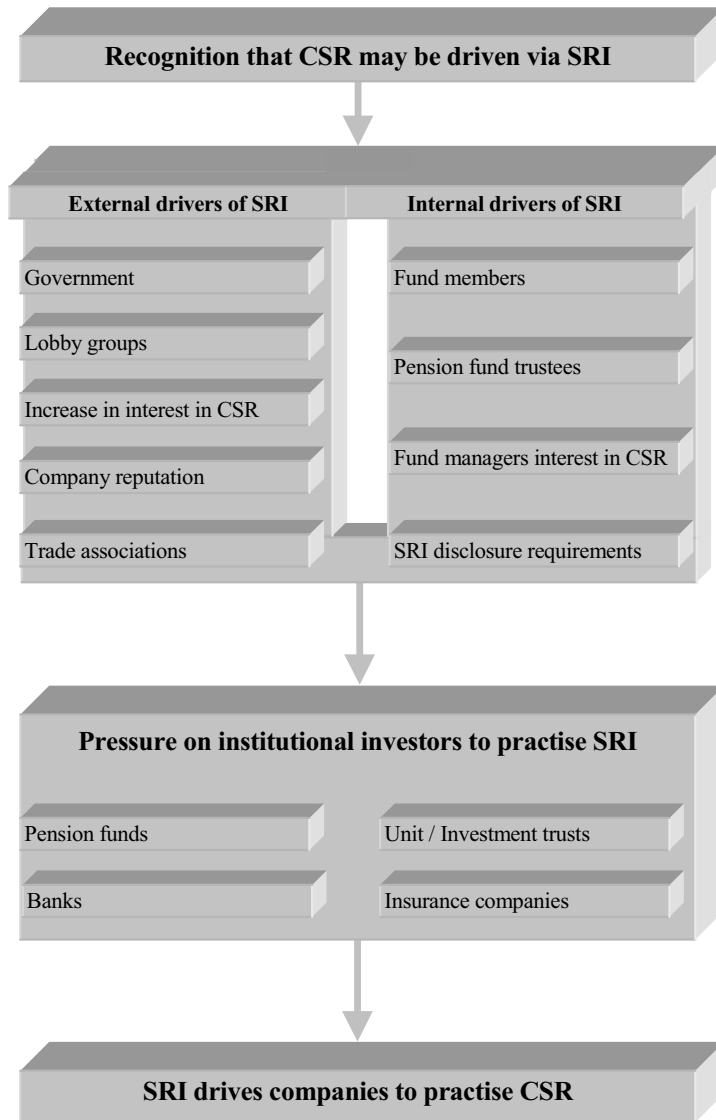 Recognition that CSR may be driven via SRI
External drivers of SRI
Government
Lobby groups
Increase in interest in CSR
Company reputation
Trade associations
Internal drivers of SRI
Fund members
Pension fund trustees
Fund managers interest in CSR
SRI disclosure requirements
Pressure on institutional investors to practise SRI
Pension funds
Banks
Unit / Investment trusts
Insurance companies
SRI drives companies to practise CSR